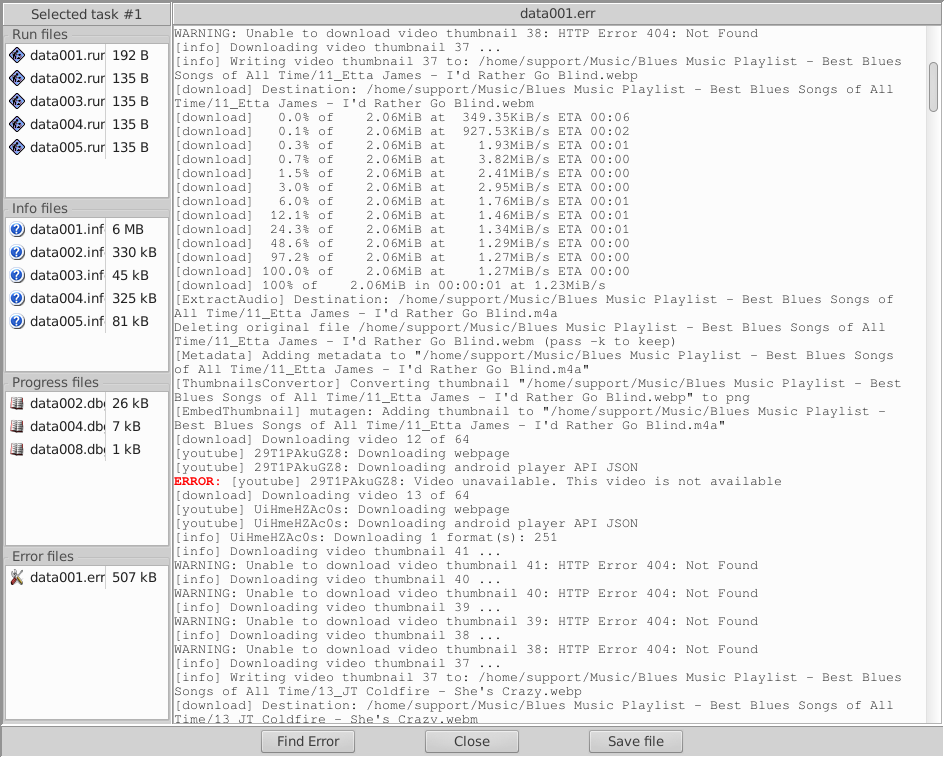 Selected task #1
data001.err
Run files
data001.rur 192 B
data002.rur 135 B
data003.rur 135 B
data004.rur 135 B
data005.rur 135 B
Info files
data001.inf 6 MB
data002.inf 330 kB
data003.inf 45 kB
data004.inf 325 kB
data005.inf 81 kB
Progress files
data002.dbg 26 kB
data004.dbg 7 kB
data008.dbg 1 kB
Error files
data001.err 507 kB
WARNING: Unable to download video thumbnail 38: HTTP Error 404: Not Found
[info] Downloading video thumbnail 37 ...
[info] Writing video thumbnail 37 to: /home/support/Music/Blues Music Playlist - Best Blues
Songs of All Time/11_Etta James - I'd Rather Go Blind.webp
[download] Destination: /home/support/Music/Blues Music Playlist - Best Blues Songs of All
Time/11_Etta James - I'd Rather Go Blind.webm
[download]   0.0% of    2.06MiB at  349.35KiB/s ETA 00:06
[download]   0.1% of    2.06MiB at  927.53KiB/s ETA 00:02
[download]   0.3% of    2.06MiB at    1.93MiB/s ETA 00:01
[download]   0.7% of    2.06MiB at    3.82MiB/s ETA 00:00
[download]   1.5% of    2.06MiB at    2.41MiB/s ETA 00:00
[download]   3.0% of    2.06MiB at    2.95MiB/s ETA 00:00
[download]   6.0% of    2.06MiB at    1.76MiB/s ETA 00:01
[download]  12.1% of    2.06MiB at    1.46MiB/s ETA 00:01
[download]  24.3% of    2.06MiB at    1.34MiB/s ETA 00:01
[download]  48.6% of    2.06MiB at    1.29MiB/s ETA 00:00
[download]  97.2% of    2.06MiB at    1.27MiB/s ETA 00:00
[download] 100.0% of    2.06MiB at    1.27MiB/s ETA 00:00
[download] 100% of    2.06MiB in 00:00:01 at 1.23MiB/s
[ExtractAudio] Destination: /home/support/Music/Blues Music Playlist - Best Blues Songs of
All Time/11_Etta James - I'd Rather Go Blind.m4a
Deleting original file /home/support/Music/Blues Music Playlist - Best Blues Songs of All
Time/11_Etta James - I'd Rather Go Blind.webm (pass -k to keep)
[Metadata] Adding metadata to "/home/support/Music/Blues Music Playlist - Best Blues Songs
of All Time/11_Etta James - I'd Rather Go Blind.m4a"
[ThumbnailsConvertor] Converting thumbnail "/home/support/Music/Blues Music Playlist - Best
Blues Songs of All Time/11_Etta James - I'd Rather Go Blind.webp" to png
[EmbedThumbnail] mutagen: Adding thumbnail to "/home/support/Music/Blues Music Playlist -
Best Blues Songs of All Time/11_Etta James - I'd Rather Go Blind.m4a"
[download] Downloading video 12 of 64
[youtube] 29T1PAkuGZ8: Downloading webpage
[youtube] 29T1PAkuGZ8: Downloading android player API JSON
ERROR: [youtube] 29T1PAkuGZ8: Video unavailable. This video is not available
[download] Downloading video 13 of 64
[youtube] UiHmeHZAc0s: Downloading webpage
[youtube] UiHmeHZAc0s: Downloading android player API JSON
[info] UiHmeHZAc0s: Downloading 1 format(s): 251
[info] Downloading video thumbnail 41 ...
WARNING: Unable to download video thumbnail 41: HTTP Error 404: Not Found
[info] Downloading video thumbnail 40 ...
WARNING: Unable to download video thumbnail 40: HTTP Error 404: Not Found
[info] Downloading video thumbnail 39 ...
WARNING: Unable to download video thumbnail 39: HTTP Error 404: Not Found
[info] Downloading video thumbnail 38 ...
WARNING: Unable to download video thumbnail 38: HTTP Error 404: Not Found
[info] Downloading video thumbnail 37 ...
[info] Writing video thumbnail 37 to: /home/support/Music/Blues Music Playlist - Best Blues
Songs of All Time/13_JT Coldfire - She's Crazy.webp
[download] Destination: /home/support/Music/Blues Music Playlist - Best Blues Songs of All
Time/13_JT Coldfire - She's Crazy.webm
Find Error
Close
Save file